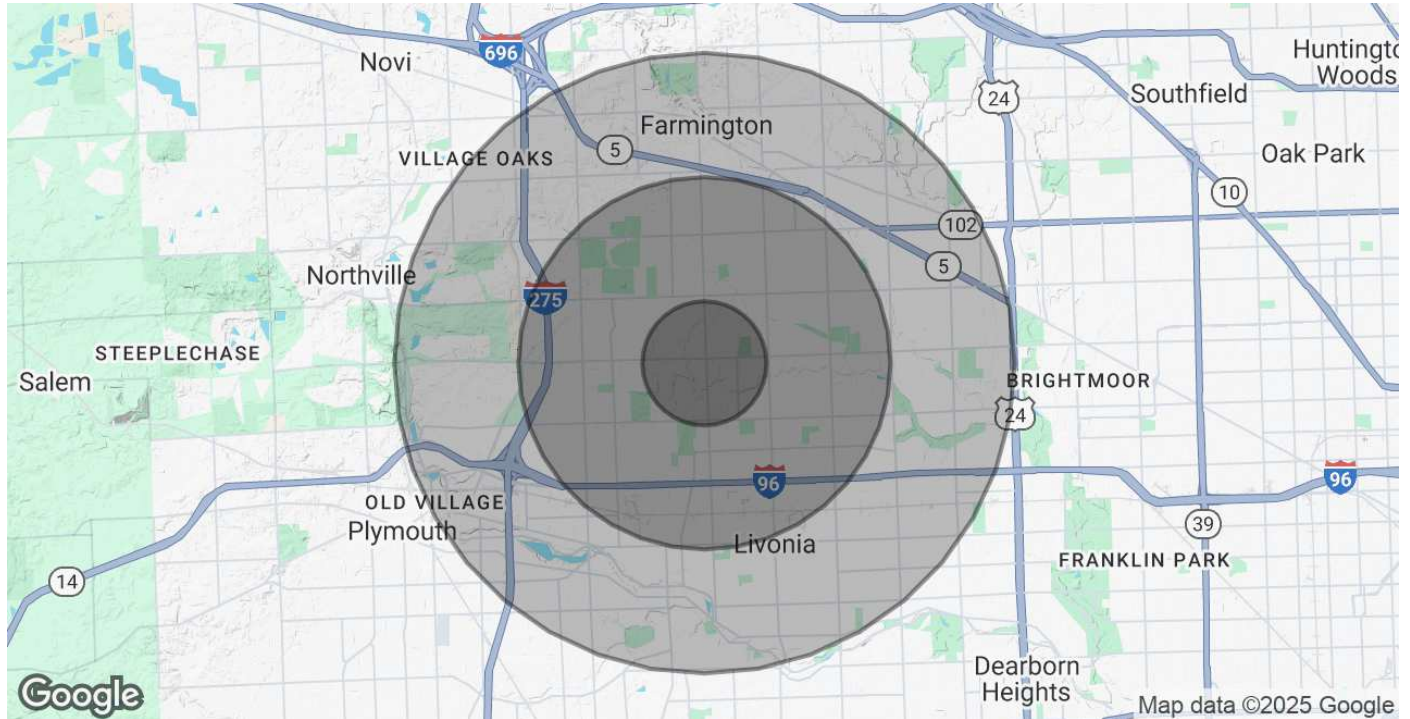 Novi
696
Huntingto
Woods
24
Southfield
Farmington
5
VILLAGE OAKS
Oak Park
10
102
5
Northville
275
STEEPLECHASE
Salem
BRIGHTMOOR
24
96
96
OLD VILLAGE
Plymouth
39
Livonia
FRANKLIN PARK
14
Dearborn
Heights
Google
Map data ©2025 Google